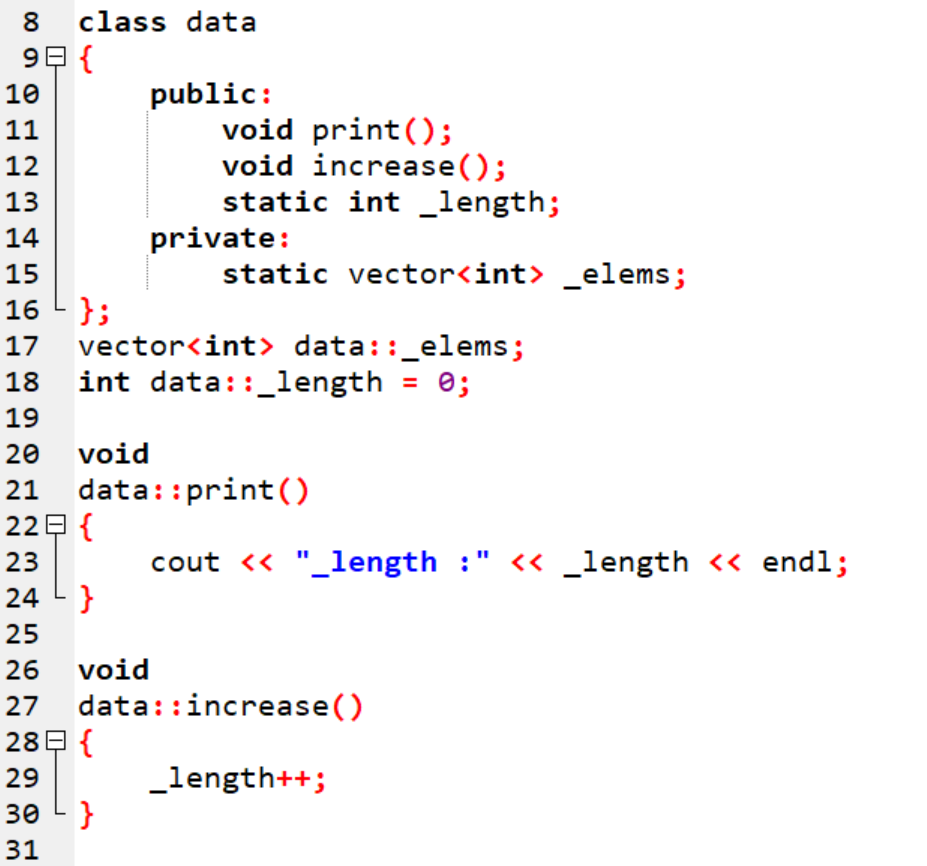 8 class data
9 {
10 public:
11 void print();
12 void increase();
13 static int _length;
14 private:
15 static vector<int> _elems;
16 };
17 vector<int> data::_elems;
18 int data::_length = 0;
19
20 void
21 data::print()
22 {
23 cout << "_length :" << _length << endl;
24 }
25
26 void
27 data::increase()
28 {
29 _length++;
30 }
31